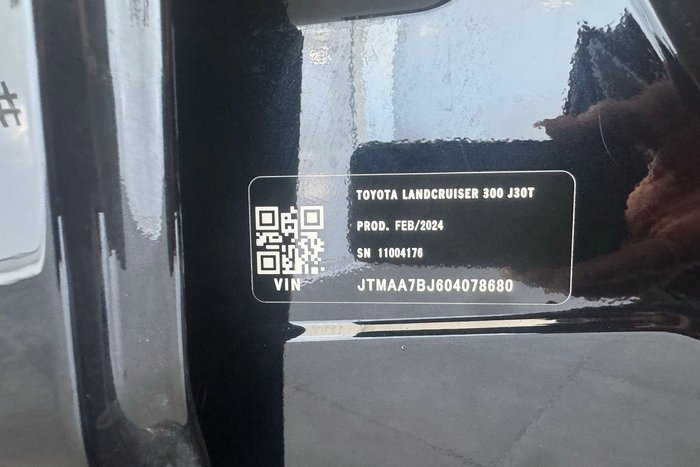 #
TOYOTA LANDCRUISER 300 J30T
PROD. FEB/2024
SN 11004176
VIN JTMAA7BJ604078680